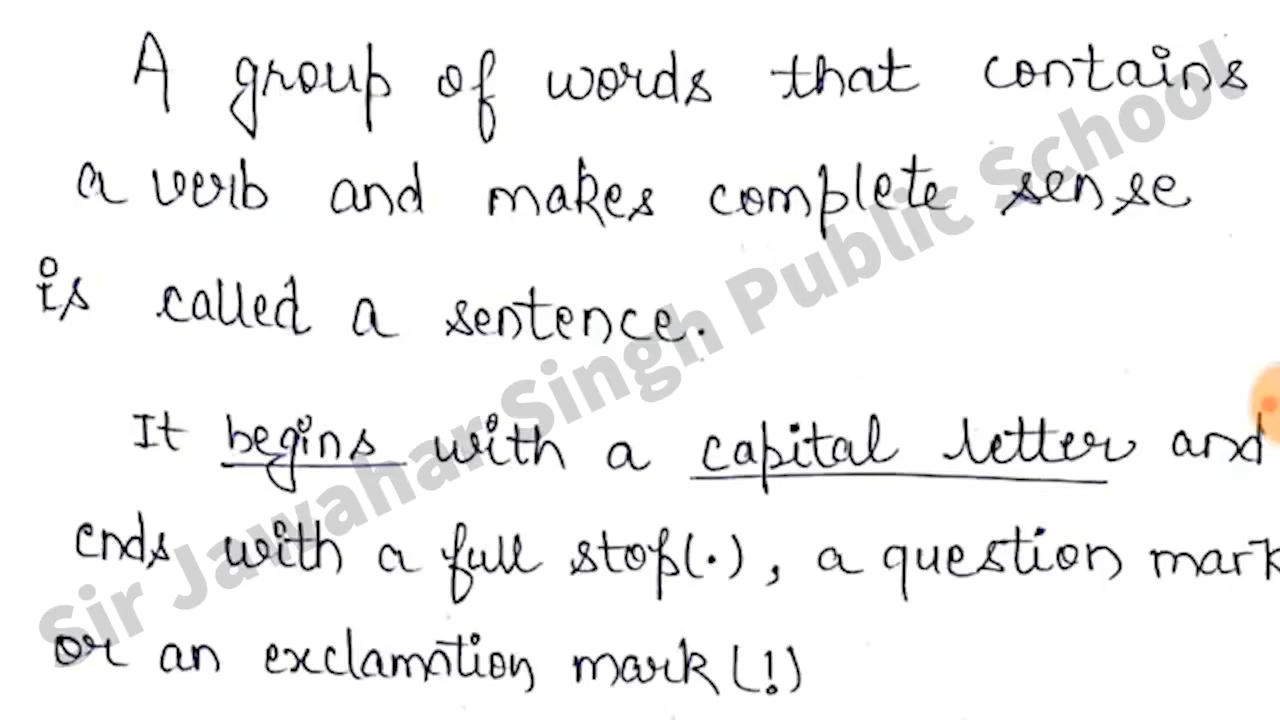 A group of words that contains
a verb and makes complete sense
is called a sentence.
It begins with a capital letter and
ends with a full stop(.), a question mark
or an exclamation mark(!)
Sir Jawahar Singh Public School